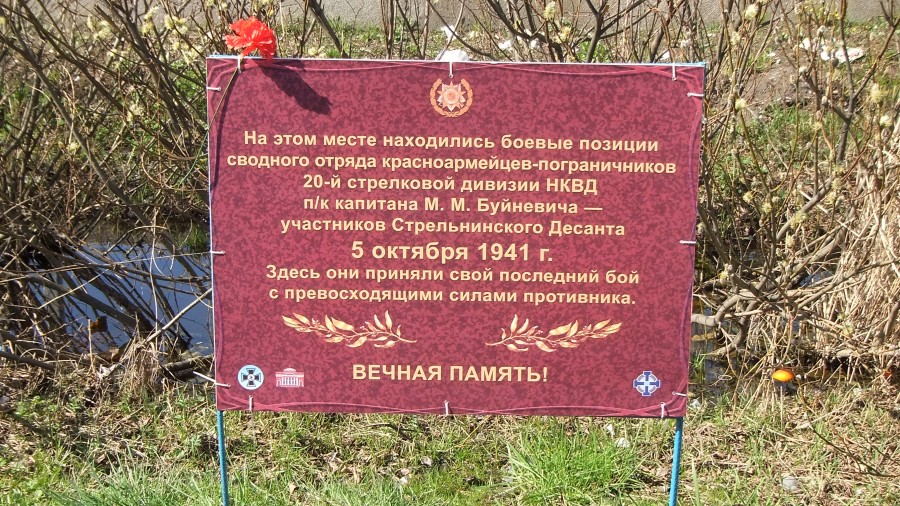 На этом месте находились боевые позиции
сводного отряда красноармейцев-пограничников
20-й стрелковой дивизии НКВД
п/к капитана М. М. Буйневича —
участников Стрельнинского Десанта
5 октября 1941 г.
Здесь они приняли свой последний бой
с превосходящими силами противника.
ВЕЧНАЯ ПАМЯТЬ!